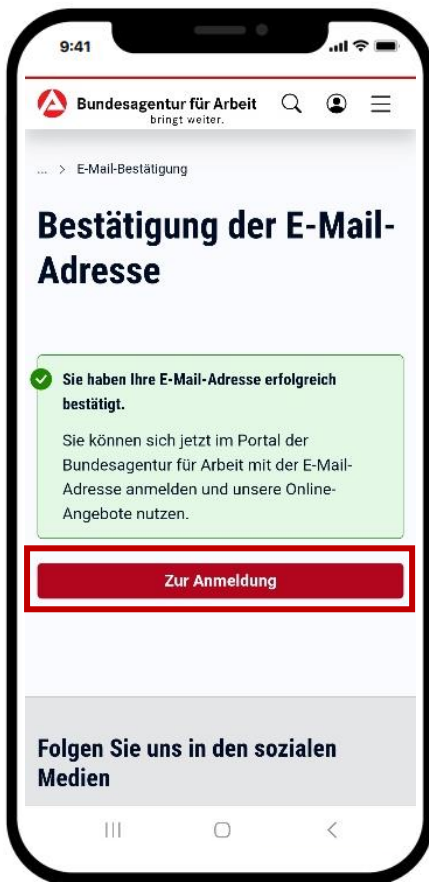 9:41
Bundesagentur für Arbeit
bringt weiter.
... > E-Mail-Bestätigung
Bestätigung der E-Mail-
Adresse
Sie haben Ihre E-Mail-Adresse erfolgreich
bestätigt.
Sie können sich jetzt im Portal der
Bundesagentur für Arbeit mit der E-Mail-
Adresse anmelden und unsere Online-
Angebote nutzen.
Zur Anmeldung
Folgen Sie uns in den sozialen
Medien